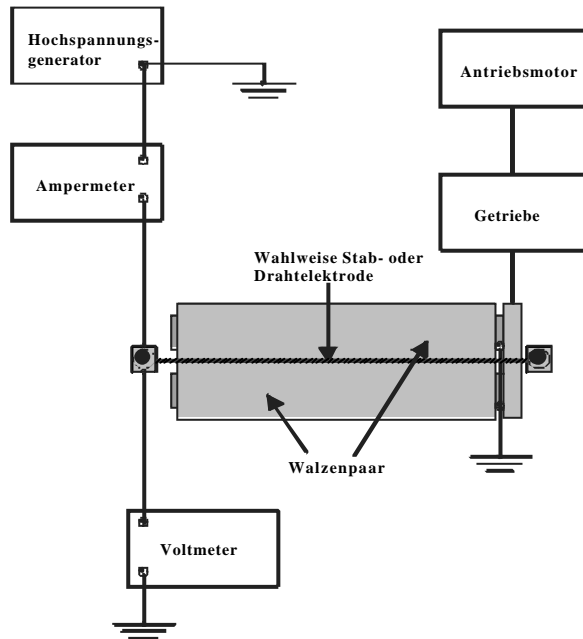 Hochspannungs-
generator
Antriebsmotor
Ampermeter
Getriebe
Wahlweise Stab- oder
Drahtelektrode
Walzenpaar
Voltmeter